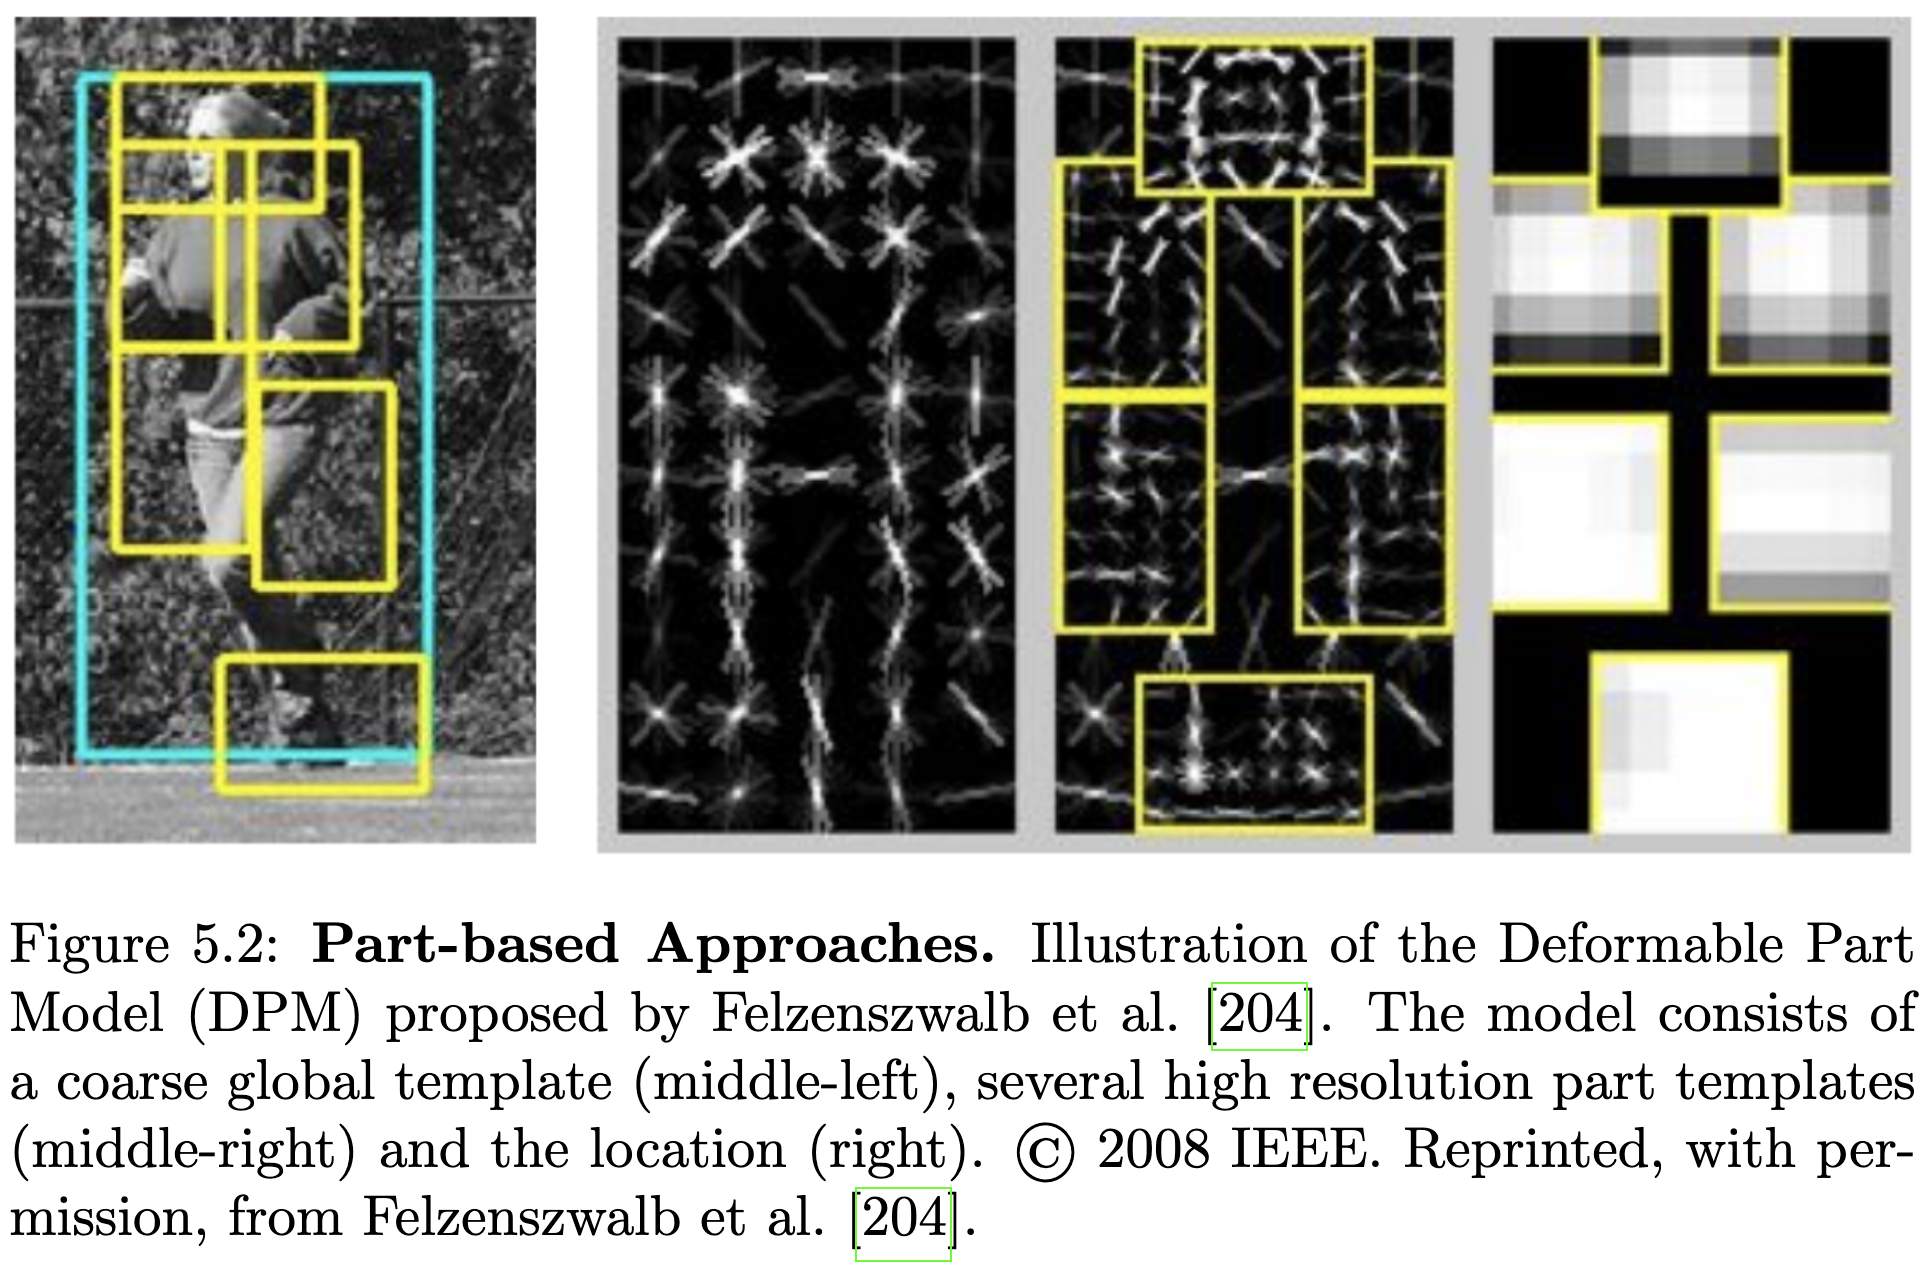 Figure 5.2: Part-based Approaches. Illustration of the Deformable Part
Model (DPM) proposed by Felzenszwalb et al. [204]. The model consists of
a coarse global template (middle-left), several high resolution part templates
(middle-right) and the location (right). © 2008 IEEE. Reprinted, with per-
mission, from Felzenszwalb et al. [204].